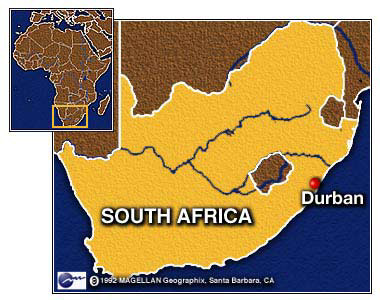 Durban
SOUTH AFRICA
© 1992 MAGELLAN Geographix, Santa Barbara, CA